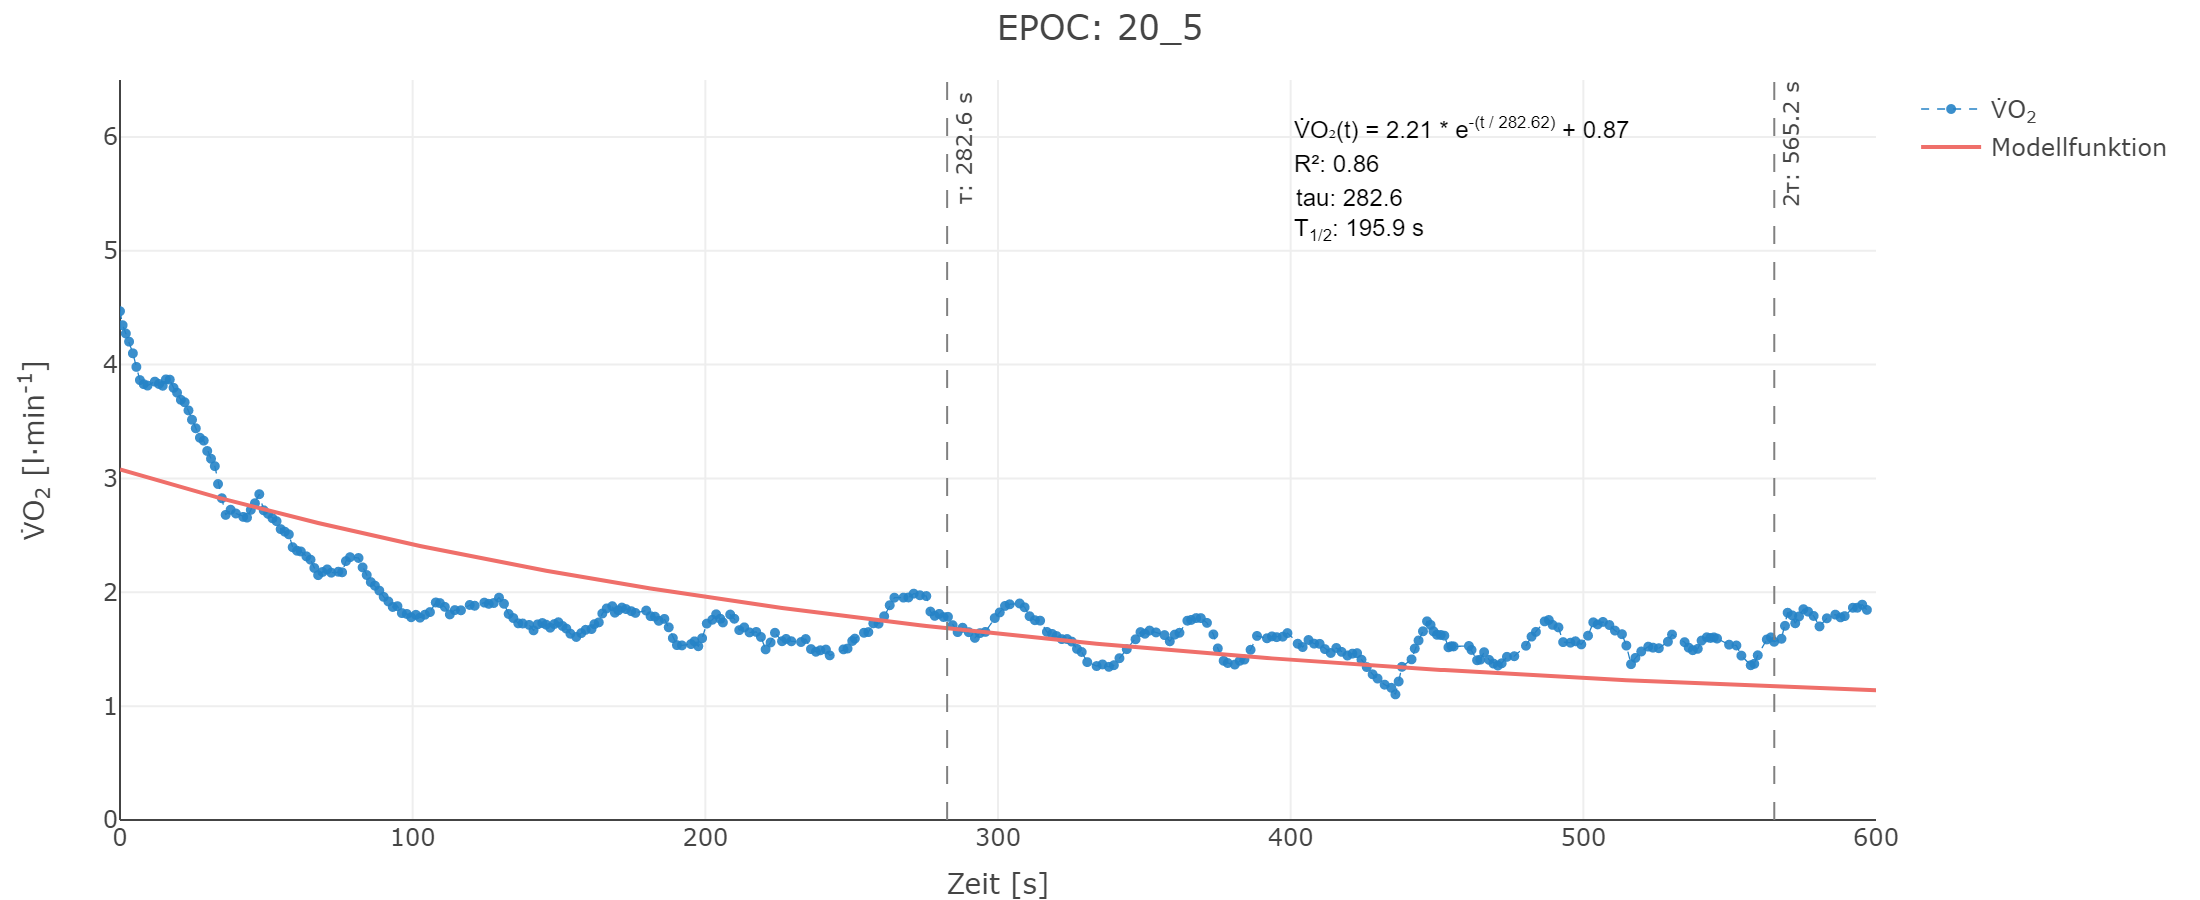 EPOC: 20_5
V̇O₂
Modellfunktion
V̇O₂(t) = 2.21 * e^-(t / 282.62) + 0.87
R²: 0.86
tau: 282.6
T₁/₂: 195.9 s
τ: 282.6 s
2τ: 565.2 s
V̇O₂ [l·min⁻¹]
6
5
4
3
2
1
0
0 100 200 300 400 500 600
Zeit [s]